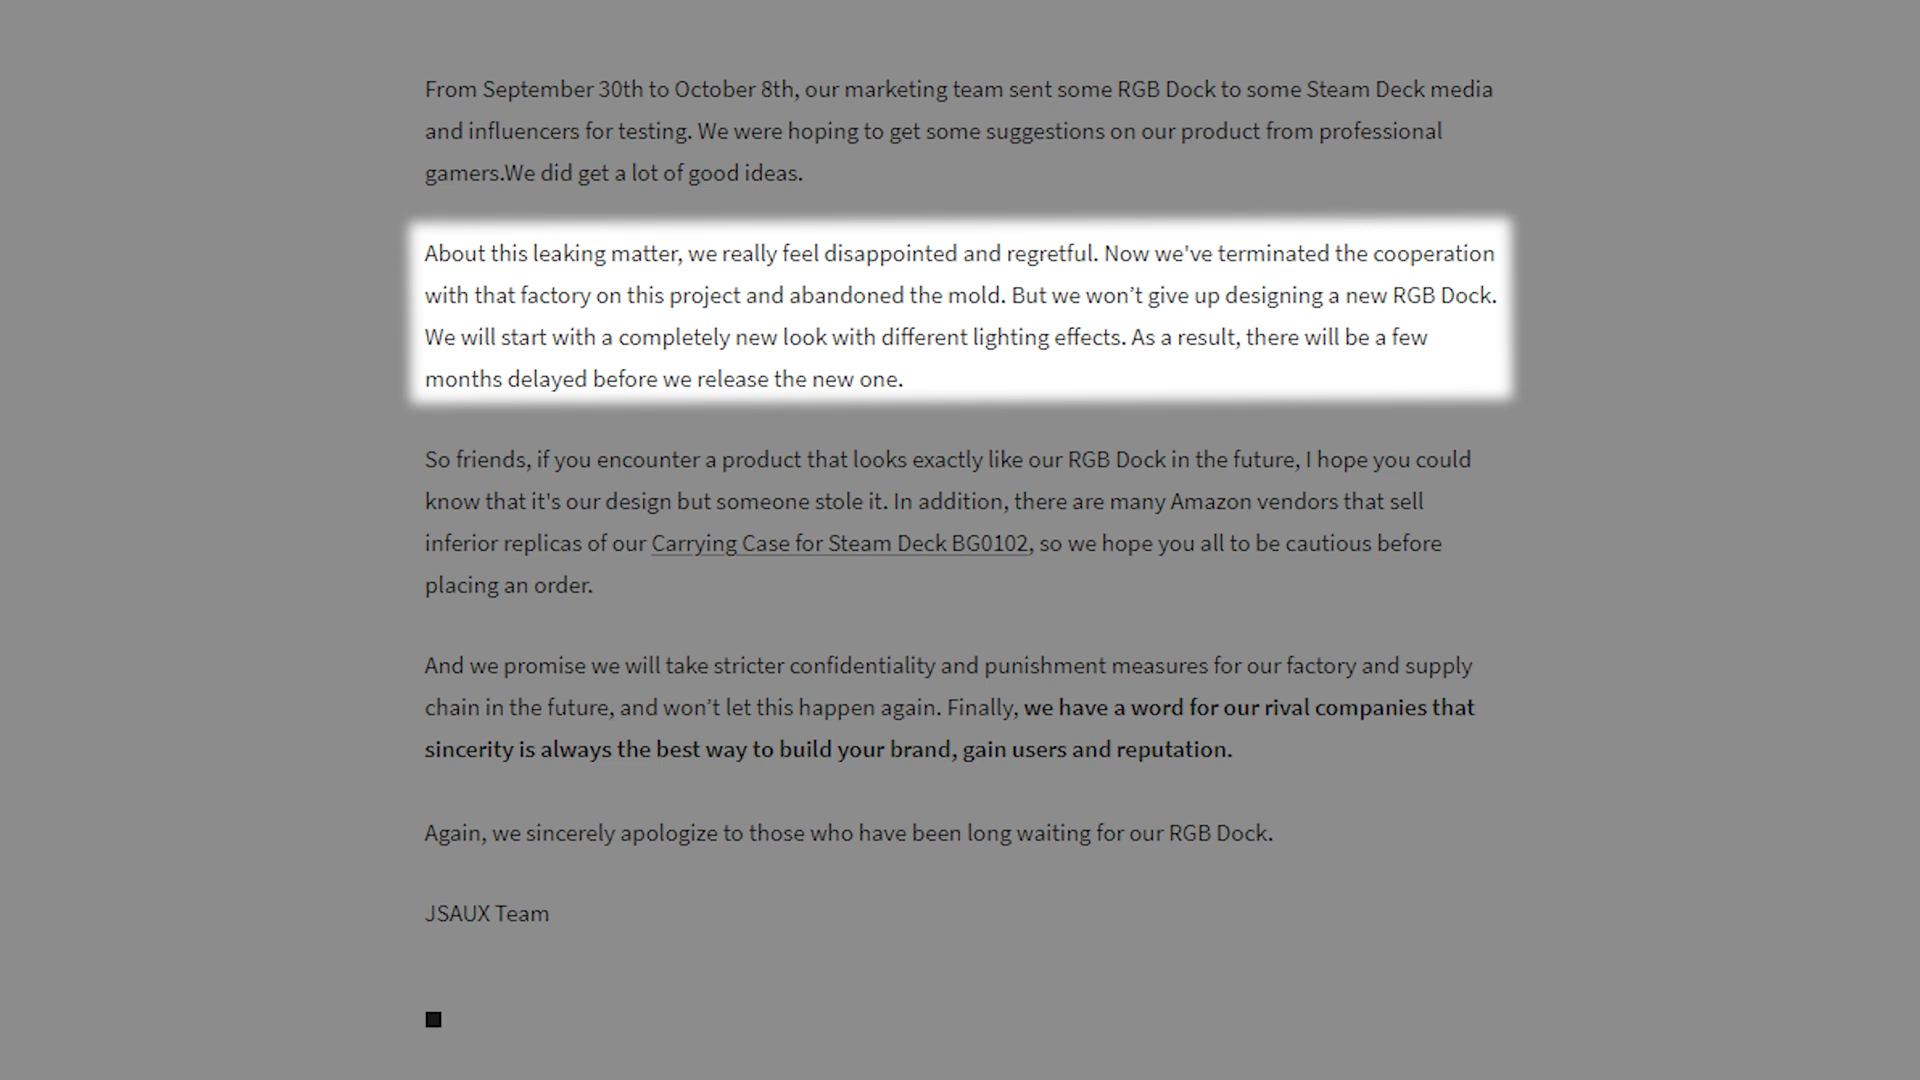 From September 30th to October 8th, our marketing team sent some RGB Dock to some Steam Deck media
and influencers for testing. We were hoping to get some suggestions on our product from professional
gamers.We did get a lot of good ideas.
About this leaking matter, we really feel disappointed and regretful. Now we've terminated the cooperation
with that factory on this project and abandoned the mold. But we won’t give up designing a new RGB Dock.
We will start with a completely new look with different lighting effects. As a result, there will be a few
months delayed before we release the new one.
So friends, if you encounter a product that looks exactly like our RGB Dock in the future, I hope you could
know that it's our design but someone stole it. In addition, there are many Amazon vendors that sell
inferior replicas of our Carrying Case for Steam Deck BG0102, so we hope you all to be cautious before
placing an order.
And we promise we will take stricter confidentiality and punishment measures for our factory and supply
chain in the future, and won’t let this happen again. Finally, we have a word for our rival companies that
sincerity is always the best way to build your brand, gain users and reputation.
Again, we sincerely apologize to those who have been long waiting for our RGB Dock.
JSAUX Team